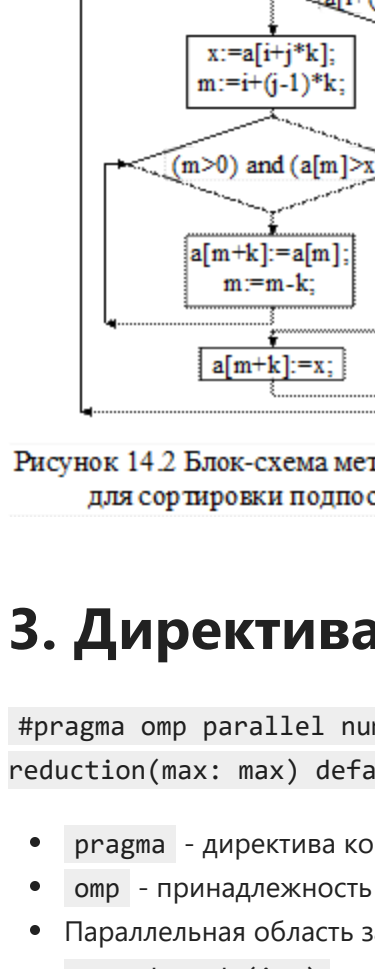 x:=a[i+j*k];
m:=i+(j-1)*k;
(m>0) and (a[m]>x
a[m+k]:=a[m];
m:=m-k;
a[m+k]:=x;
Рисунок 14.2 Блок-схема мет
для сортировки подпос
3. Директива
#pragma omp parallel nu
reduction(max: max) defa
• pragma - директива ко
• omp - принадлежность
• Параллельная область з